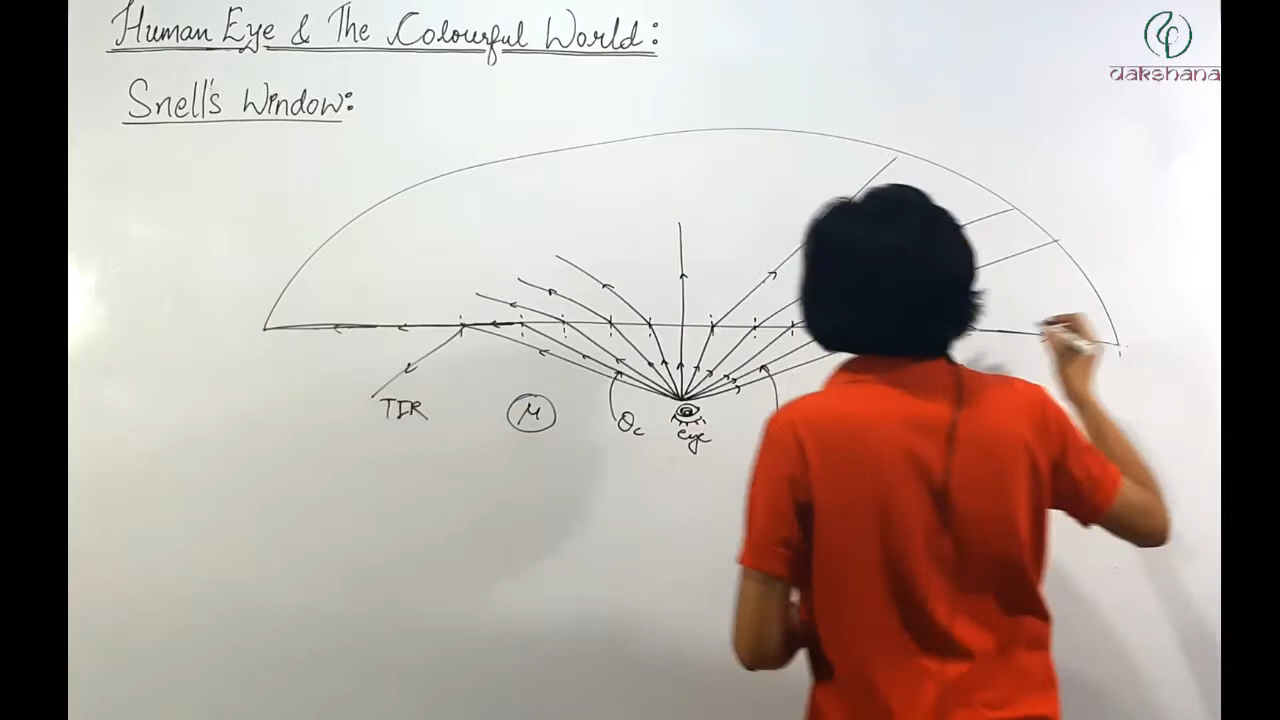 Human Eye & The Colourful World:
dakshana
Snell's Window:
TIR
μ
θc
eye